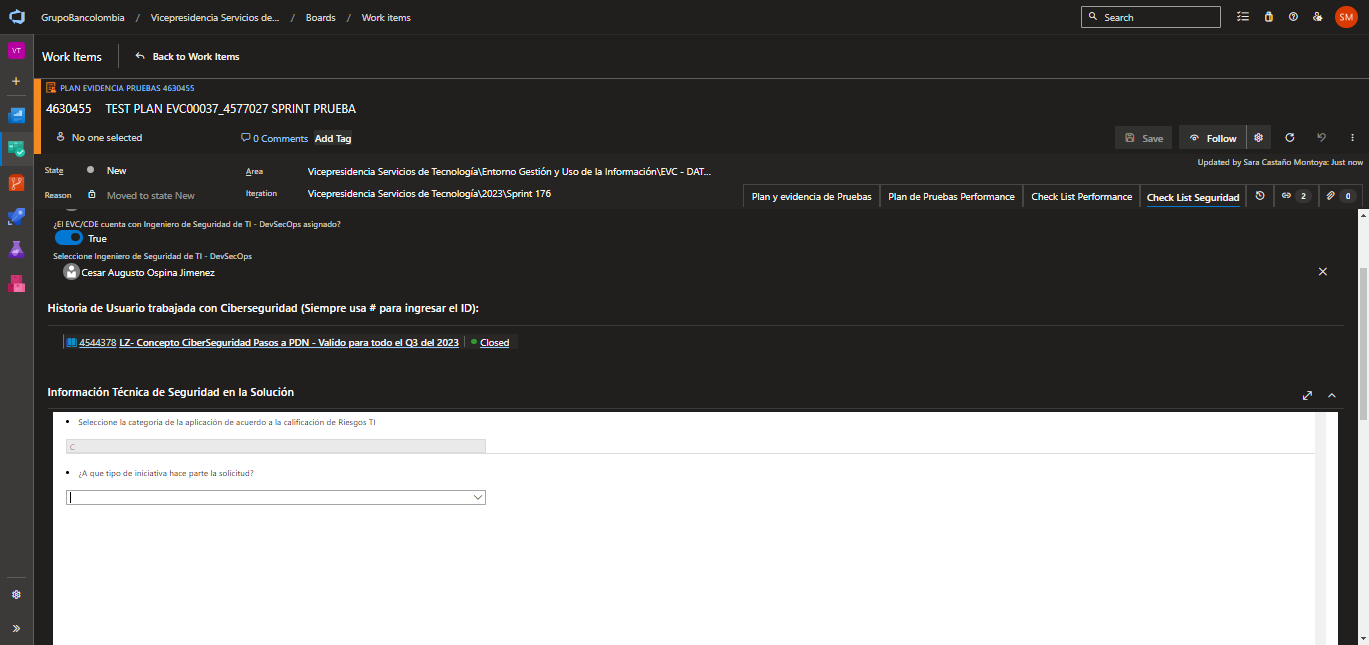 GrupoBancolombia / Vicepresidencia Servicios de... / Boards / Work items
Search
SM
VT
Work Items
Back to Work Items
PLAN EVIDENCIA PRUEBAS 4630455
4630455 TEST PLAN EVC00037_4577027 SPRINT PRUEBA
No one selected
0 Comments
Add Tag
Save
Follow
Updated by Sara Castaño Montoya: Just now
State New
Area Vicepresidencia Servicios de Tecnología\Entorno Gestión y Uso de la Información\EVC - DAT...
Reason Moved to state New
Iteration Vicepresidencia Servicios de Tecnología\2023\Sprint 176
Plan y evidencia de Pruebas
Plan de Pruebas Performance
Check List Performance
Check List Seguridad
2
0
¿El EVC/CDE cuenta con Ingeniero de Seguridad de TI - DevSecOps asignado?
True
Seleccione Ingeniero de Seguridad de TI - DevSecOps
Cesar Augusto Ospina Jimenez
Historia de Usuario trabajada con Ciberseguridad (Siempre usa # para ingresar el ID):
4544378 LZ- Concepto CiberSeguridad Pasos a PDN - Valido para todo el Q3 del 2023 Closed
Información Técnica de Seguridad en la Solución
Seleccione la categoria de la aplicación de acuerdo a la calificación de Riesgos TI
C
¿A que tipo de iniciativa hace parte la solicitud?